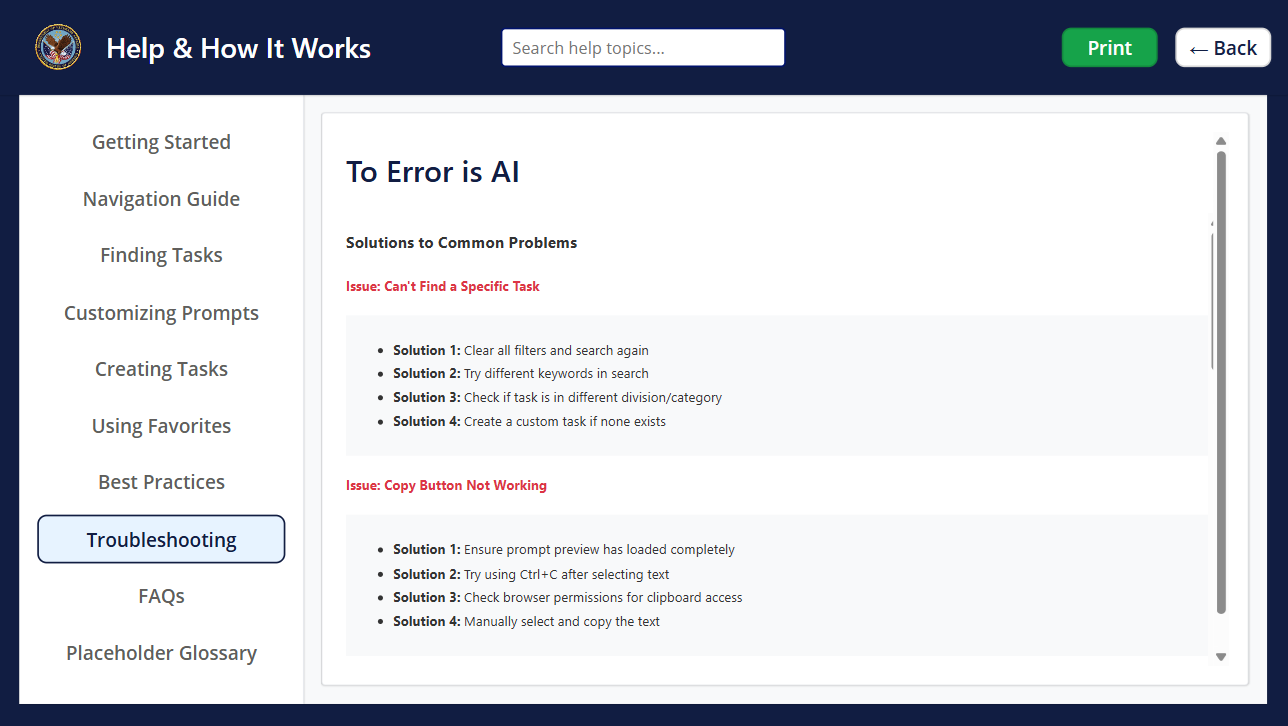 Help & How It Works
Search help topics...
Print
← Back
Getting Started
Navigation Guide
Finding Tasks
Customizing Prompts
Creating Tasks
Using Favorites
Best Practices
Troubleshooting
FAQs
Placeholder Glossary
To Error is AI
Solutions to Common Problems
Issue: Can't Find a Specific Task
• Solution 1: Clear all filters and search again
• Solution 2: Try different keywords in search
• Solution 3: Check if task is in different division/category
• Solution 4: Create a custom task if none exists
Issue: Copy Button Not Working
• Solution 1: Ensure prompt preview has loaded completely
• Solution 2: Try using Ctrl+C after selecting text
• Solution 3: Check browser permissions for clipboard access
• Solution 4: Manually select and copy the text